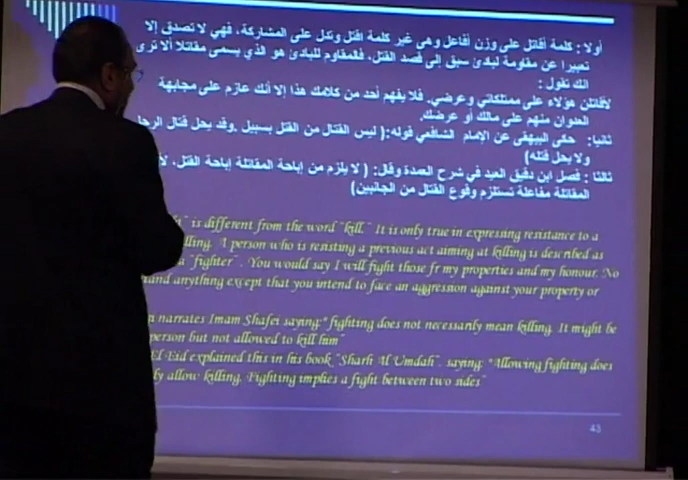 أولا : كلمة أقاتل على وزن أفاعل وهى غير كلمة اقتل وتدل على المشاركة، فهي لا تصدق إلا
تعبيرا عن مقاومة لبادئ سبق إلى قصد القتل، فالمقاوم للبادئ هو الذي يسمى مقاتلا ألا ترى
انك تقول :
لأقاتلن هؤلاء على ممتلكاتي وعرضي. فلا يفهم أحد من كلامك هذا إلا أنك عازم على مجابهة
العدوان منهم على مالك أو عرضك.
ثانيا: حكى البيهقى عن الإمام الشافعي قوله:( ليس القتال من القتل بسبيل .وقد يحل قتال الرجل
ولا يحل قتله)
ثالثا : فصل ابن دقيق العيد في شرح العمدة وقال: ( لا يلزم من إباحة المقاتلة إباحة القتل،
المقاتلة مفاعلة تستلزم وقوع القتال من الجانبين)
is different from the word "kill." It is only true in expressing resistance to a
lling. A person who is resisting a previous act aiming at killing is described as
a "fighter" . You would say I will fight those fr my properties and my honour. No
tand anything except that you intend to face an aggression against your property or
narrates Imam Shafei saying:" fighting does not necessarily mean killing. It might be
person but not allowed to kill him"
El-Eid explained this in his book "Sharh Al Umdah". saying: "Allowing fighting does
ly allow killing. Fighting implies a fight between two sides"
43